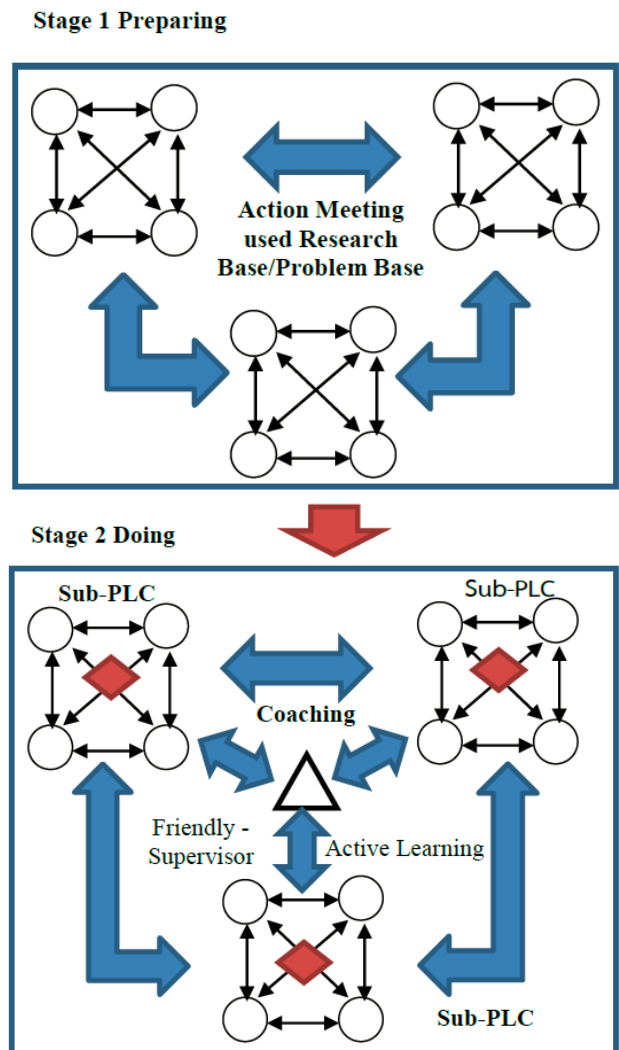 Stage 1 Preparing
Action Meeting
used Research
Base/Problem Base
Stage 2 Doing
Sub-PLC
Sub-PLC
Coaching
Friendly -
Supervisor
Active Learning
Sub-PLC